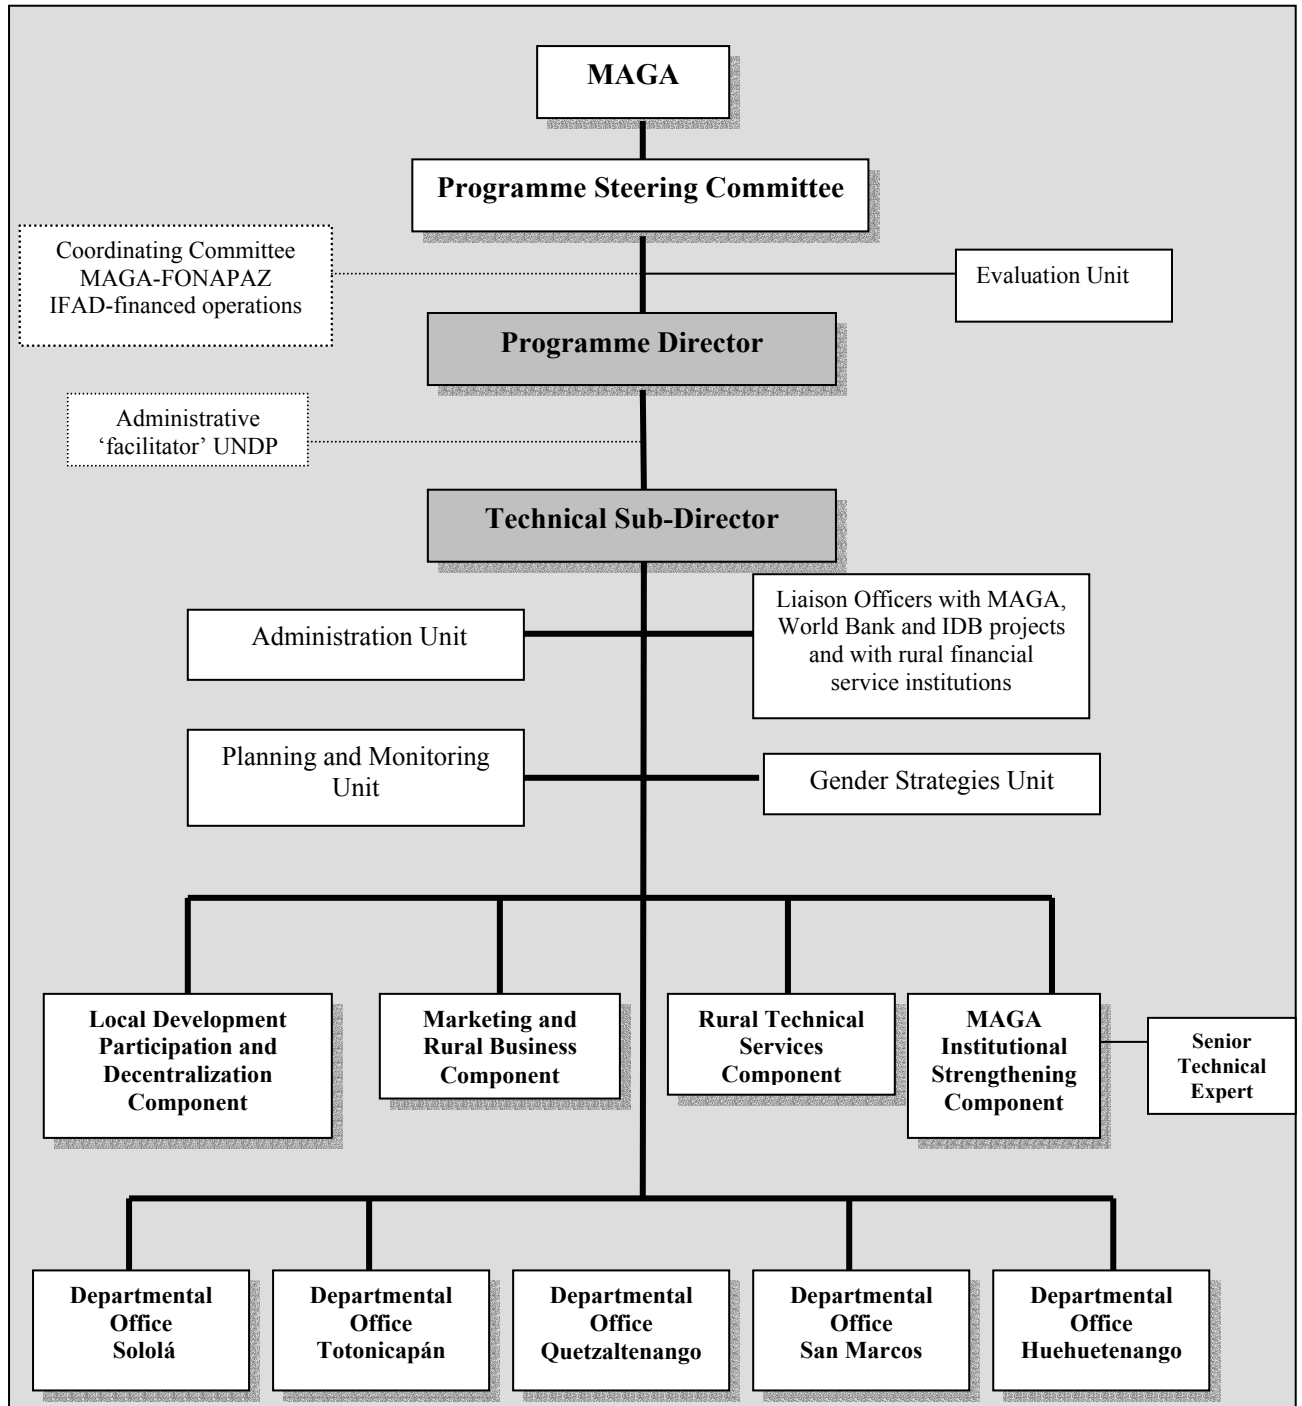 MAGA
Programme Steering Committee
Coordinating Committee
MAGA-FONAPAZ
IFAD-financed operations
Evaluation Unit
Programme Director
Administrative
‘facilitator’ UNDP
Technical Sub-Director
Administration Unit
Liaison Officers with MAGA,
World Bank and IDB projects
and with rural financial
service institutions
Planning and Monitoring
Unit
Gender Strategies Unit
Local Development
Participation and
Decentralization
Component
Marketing and
Rural Business
Component
Rural Technical
Services
Component
MAGA
Institutional
Strengthening
Component
Senior
Technical
Expert
Departmental
Office
Sololá
Departmental
Office
Totonicapán
Departmental
Office
Quetzaltenango
Departmental
Office
San Marcos
Departmental
Office
Huehuetenango